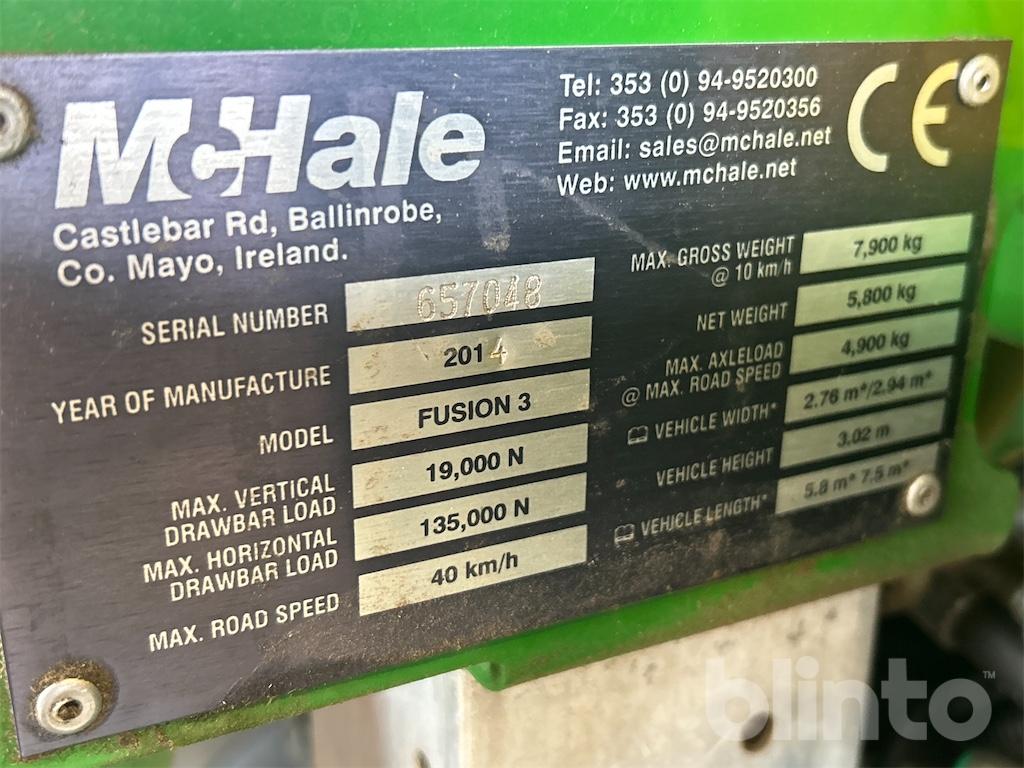 McHale
Castlebar Rd, Ballinrobe,
Co. Mayo, Ireland.
Tel: 353 (0) 94-9520300
Fax: 353 (0) 94-9520356
Email: sales@mchale.net
Web: www.mchale.net
CE
SERIAL NUMBER 657048
YEAR OF MANUFACTURE 2014
MODEL FUSION 3
MAX. VERTICAL
DRAWBAR LOAD 19,000 N
MAX. HORIZONTAL
DRAWBAR LOAD 135,000 N
MAX. ROAD SPEED 40 km/h
MAX. GROSS WEIGHT
@ 10 km/h 7,900 kg
NET WEIGHT 5,800 kg
MAX. AXLELOAD
@ MAX. ROAD SPEED 4,900 kg
VEHICLE WIDTH* 2.76 m*/2.94 m*
VEHICLE HEIGHT 3.02 m
VEHICLE LENGTH* 5.8 m* 7.5 m*
blinto™